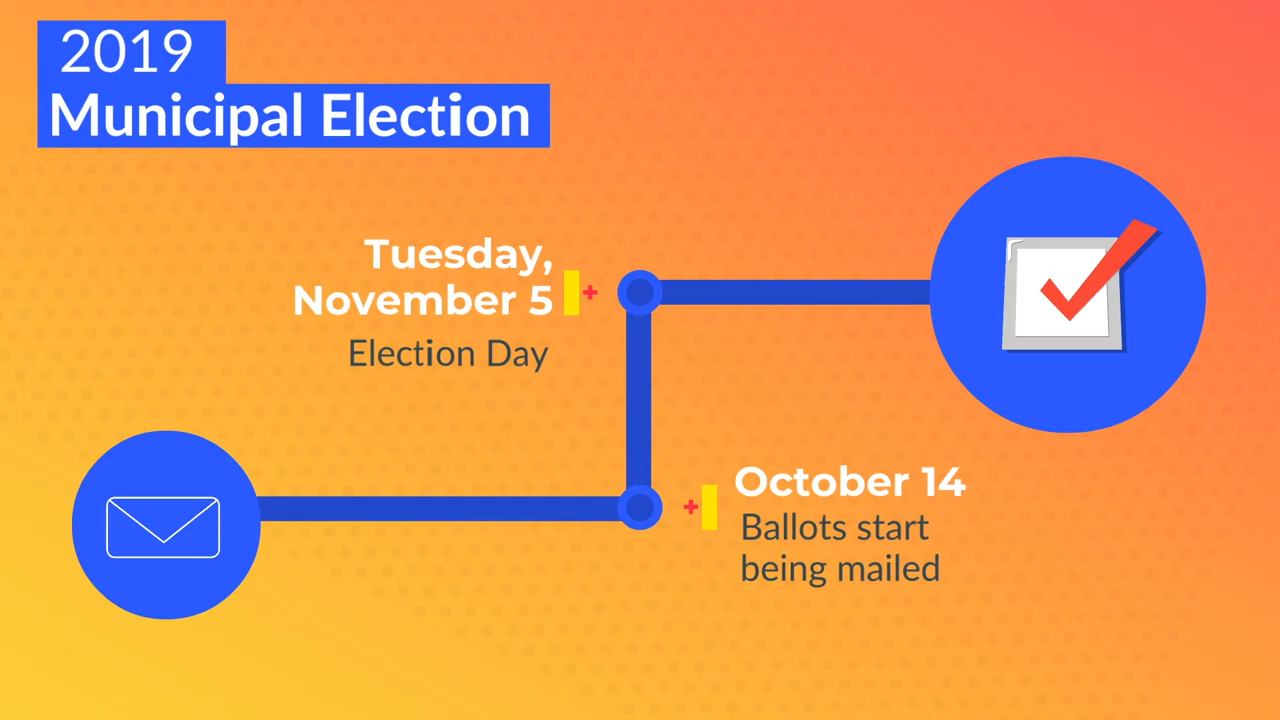 2019
Municipal Election
Tuesday,
November 5
Election Day
October 14
Ballots start
being mailed